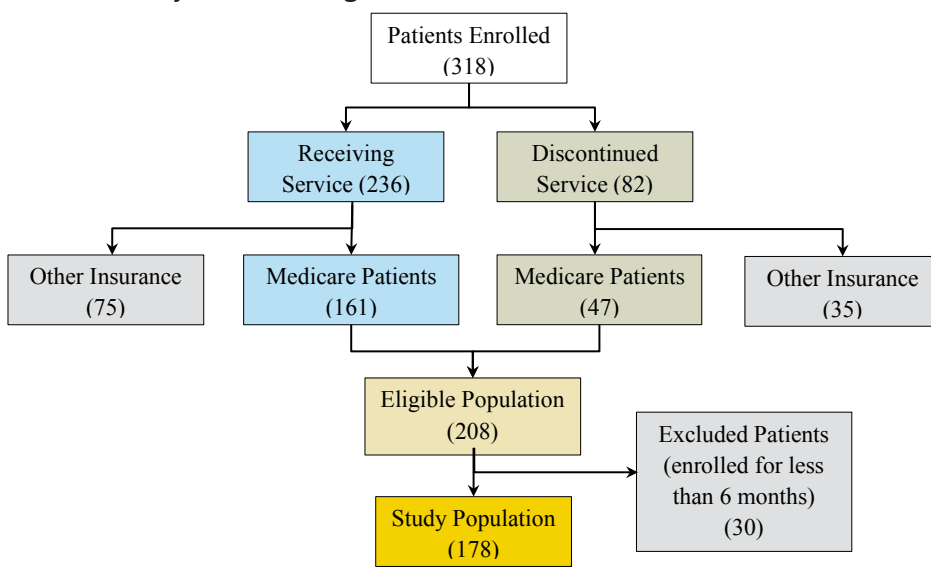 Patients Enrolled
(318)
Receiving
Service (236)
Discontinued
Service (82)
Other Insurance
(75)
Medicare Patients
(161)
Medicare Patients
(47)
Other Insurance
(35)
Eligible Population
(208)
Excluded Patients
(enrolled for less
than 6 months)
(30)
Study Population
(178)